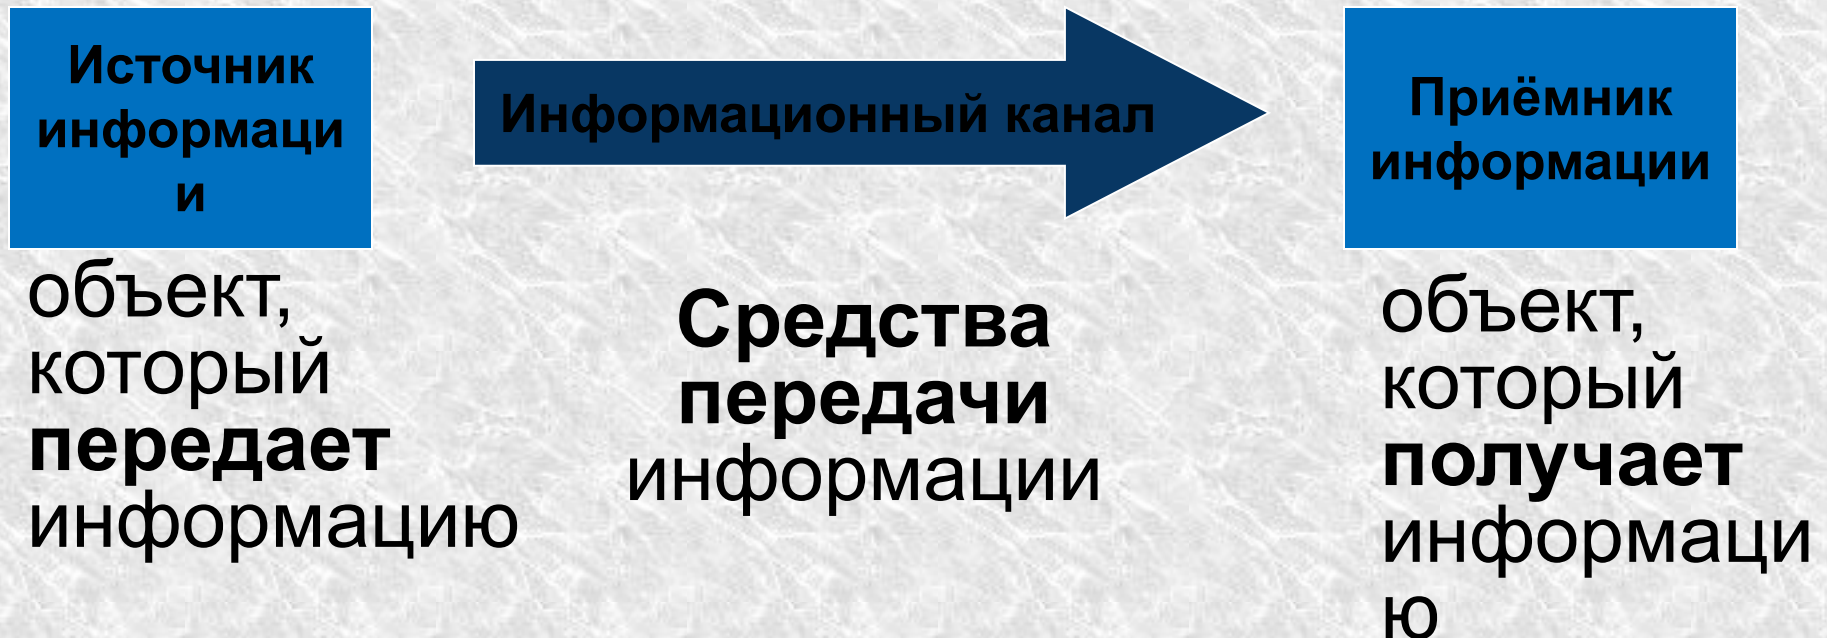 Источник
информаци
и
Информационный канал
Приёмник
информации
объект,
который
передает
информацию
Средства
передачи
информации
объект,
который
получает
информаци
ю